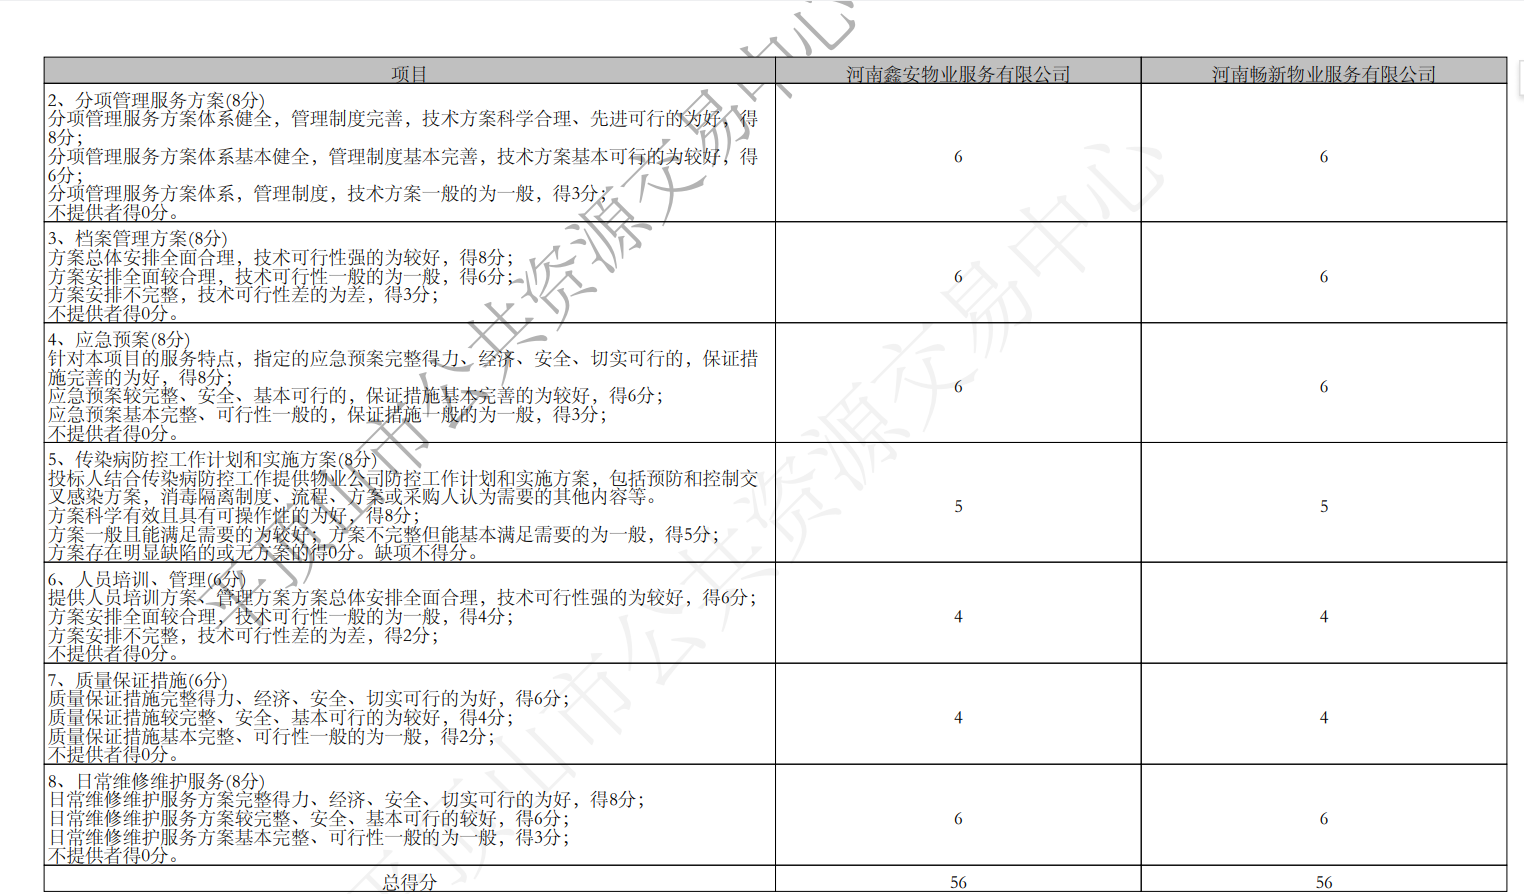 项目 河南鑫安物业服务有限公司 河南畅新物业服务有限公司
2、分项管理服务方案(8分)
分项管理服务方案体系健全，管理制度完善，技术方案科学合理、先进可行的为好，得
8分；
分项管理服务方案体系基本健全，管理制度基本完善，技术方案基本可行的为较好，得
6分；
分项管理服务方案体系，管理制度，技术方案一般的为一般，得3分；
不提供者得0分。
6 6
3、档案管理方案(8分)
方案总体安排全面合理，技术可行性强的为较好，得8分；
方案安排全面较合理，技术可行性一般的为一般，得6分；
方案安排不完整，技术可行性差的为差，得3分；
不提供者得0分。
6 6
4、应急预案(8分)
针对本项目的服务特点，指定的应急预案完整得力、经济、安全、切实可行的，保证措
施完善的为好，得8分；
应急预案较完整、安全、基本可行的，保证措施基本完善的为较好，得6分；
应急预案基本完整、可行性一般的，保证措施一般的为一般，得3分；
不提供者得0分。
6 6
5、传染病防控工作计划和实施方案(8分)
投标人结合传染病防控工作提供物业公司防控工作计划和实施方案，包括预防和控制交
叉感染方案，消毒隔离制度、流程、方案或采购人认为需要的其他内容等。
方案科学有效且具有可操作性的为好，得8分；
方案一般且能满足需要的为较好；方案不完整但能基本满足需要的为一般，得5分；
方案存在明显缺陷的或无方案的得0分。缺项不得分。
5 5
6、人员培训、管理(6分)
提供人员培训方案、管理方案方案总体安排全面合理，技术可行性强的为较好，得6分；
方案安排全面较合理，技术可行性一般的为一般，得4分；
方案安排不完整，技术可行性差的为差，得2分；
不提供者得0分。
4 4
7、质量保证措施(6分)
质量保证措施完整得力、经济、安全、切实可行的为好，得6分；
质量保证措施较完整、安全、基本可行的为较好，得4分；
质量保证措施基本完整、可行性一般的为一般，得2分；
不提供者得0分。
4 4
8、日常维修维护服务(8分)
日常维修维护服务方案完整得力、经济、安全、切实可行的为好，得8分；
日常维修维护服务方案较完整、安全、基本可行的较好，得6分；
日常维修维护服务方案基本完整、可行性一般的为一般，得3分；
不提供者得0分。
6 6
总得分 56 56
平顶山市公共资源交易中心
平顶山市公共资源交易中心